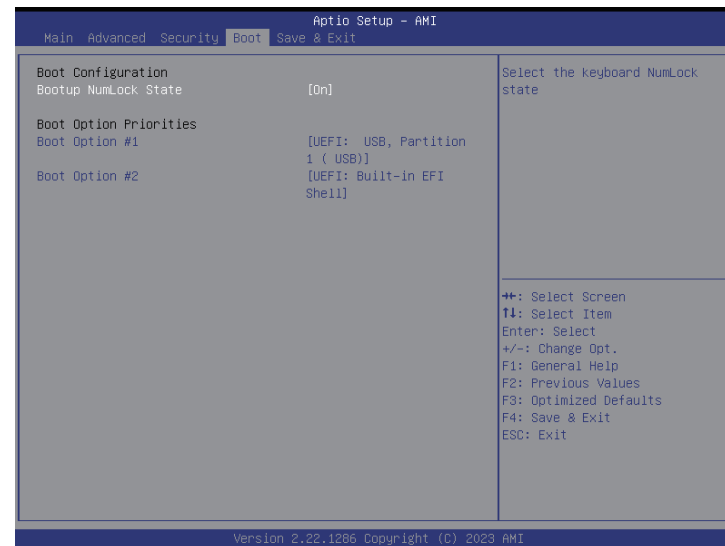 Aptio Setup – AMI
Main Advanced Security Boot Save & Exit
Boot Configuration
Bootup NumLock State [On]
Boot Option Priorities
Boot Option #1 [UEFI: USB, Partition
1 ( USB)]
Boot Option #2 [UEFI: Built-in EFI
Shell]
Select the keyboard NumLock
state
→←: Select Screen
↑↓: Select Item
Enter: Select
+/-: Change Opt.
F1: General Help
F2: Previous Values
F3: Optimized Defaults
F4: Save & Exit
ESC: Exit
Version 2.22.1286 Copyright (C) 2023 AMI